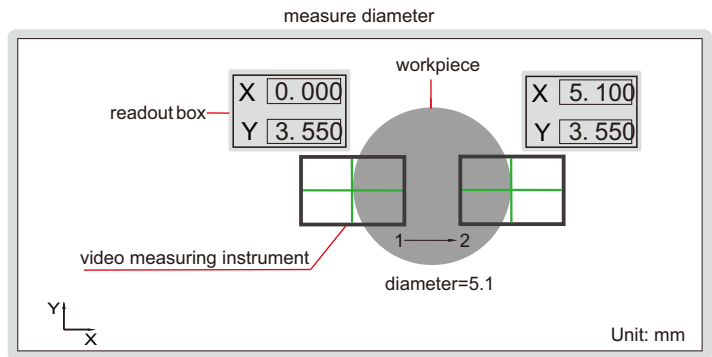 measure diameter
workpiece
X 0. 000
Y 3. 550
X 5. 100
Y 3. 550
readout box
1 2
video measuring instrument
diameter=5.1
Y
X
Unit: mm